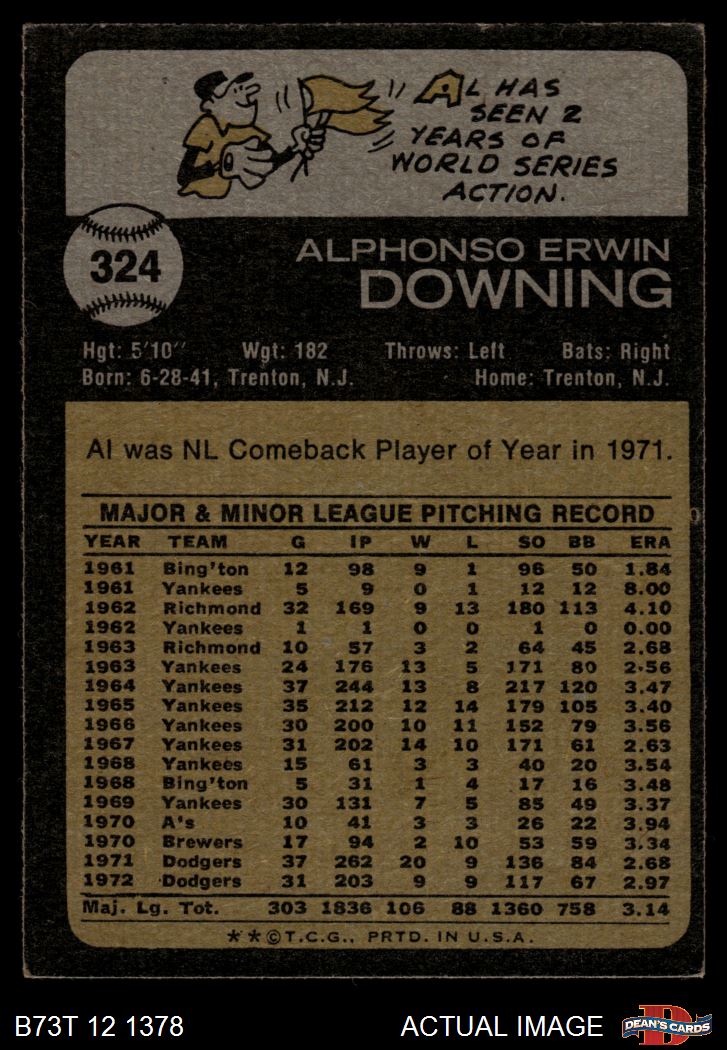 AL HAS
SEEN 2
YEARS OF
WORLD SERIES
ACTION.
324
ALPHONSO ERWIN
DOWNING
Hgt: 5'10" Wgt: 182 Throws: Left Bats: Right
Born: 6-28-41, Trenton, N.J. Home: Trenton, N.J.
Al was NL Comeback Player of Year in 1971.
MAJOR & MINOR LEAGUE PITCHING RECORD
YEAR TEAM G IP W L SO BB ERA
1961 Bing'ton 12 98 9 1 96 50 1.84
1961 Yankees 5 9 0 1 12 12 8.00
1962 Richmond 32 169 9 13 180 113 4.10
1962 Yankees 1 1 0 0 1 0 0.00
1963 Richmond 10 57 3 2 64 45 2.68
1963 Yankees 24 176 13 5 171 80 2.56
1964 Yankees 37 244 13 8 217 120 3.47
1965 Yankees 35 212 12 14 179 105 3.40
1966 Yankees 30 200 10 11 152 79 3.56
1967 Yankees 31 202 14 10 171 61 2.63
1968 Yankees 15 61 3 3 40 20 3.54
1968 Bing'ton 5 31 1 4 17 16 3.48
1969 Yankees 30 131 7 5 85 49 3.37
1970 A's 10 41 3 3 26 22 3.94
1970 Brewers 17 94 2 10 53 59 3.34
1971 Dodgers 37 262 20 9 136 84 2.68
1972 Dodgers 31 203 9 9 117 67 2.97
Maj. Lg. Tot. 303 1836 106 88 1360 758 3.14
**©T.C.G., PRTD. IN U.S.A.
B73T 12 1378 ACTUAL IMAGE
D DEAN'S CARDS